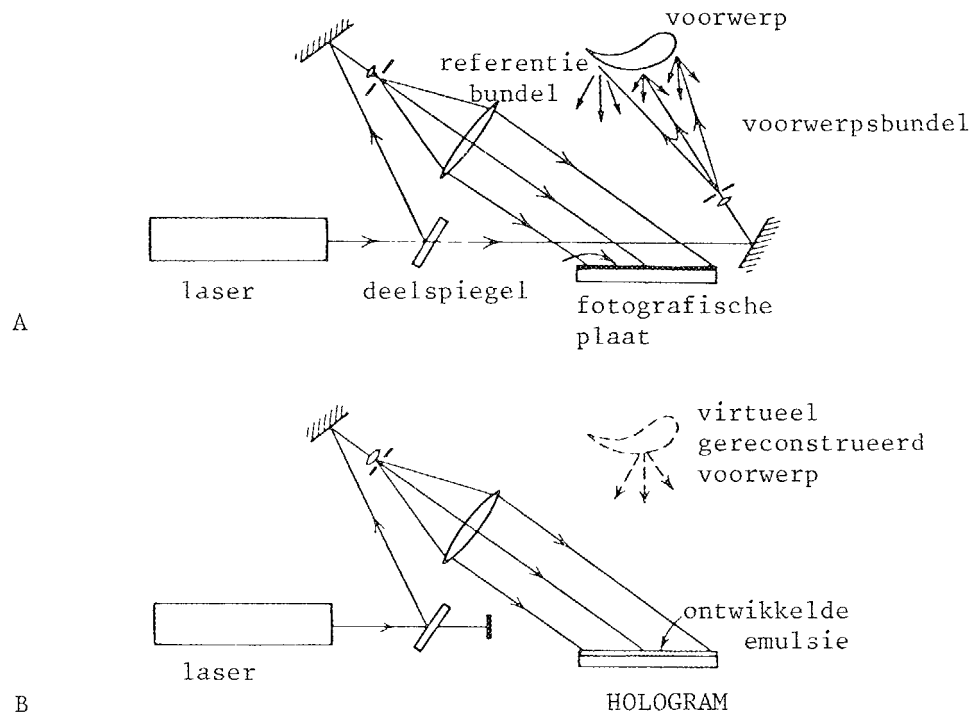 voorwerp
referentie
bundel
voorwerpsbundel
laser
deelspiegel
fotografische
plaat
A
virtueel
gereconstrueerd
voorwerp
ontwikkelde
emulsie
laser
B
HOLOGRAM